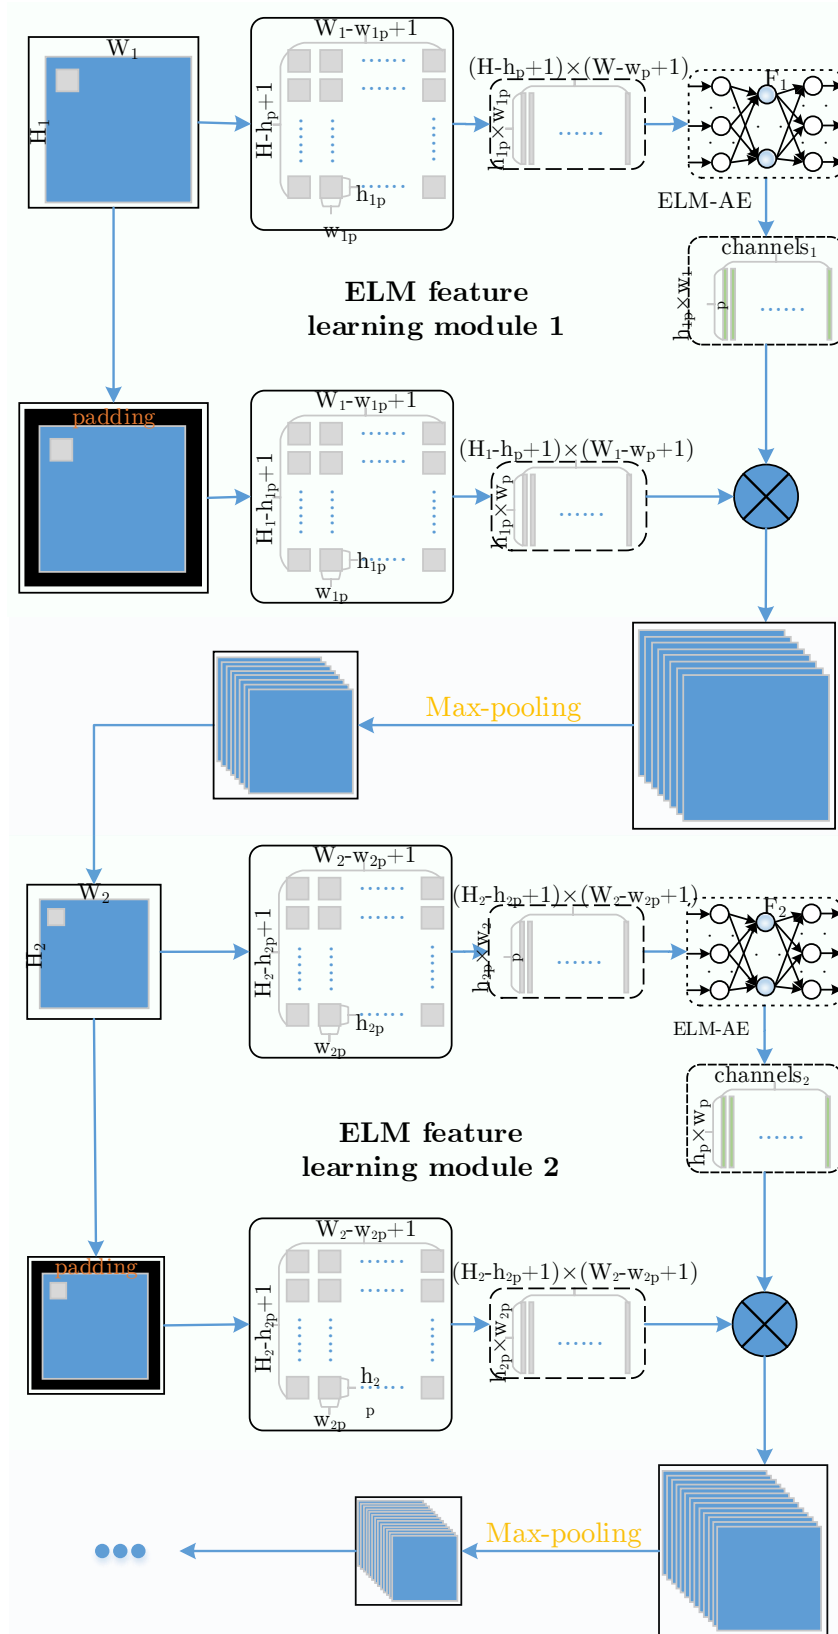 W₁
H₁
W₁-w₁ₚ+1
H-hₚ+1
h₁ₚ
w₁ₚ
(H-hₚ+1)×(W-wₚ+1)
h₁ₚ×w₁ₚ
F₁
ELM-AE
channels₁
h₁ₚ×w₁
p
ELM feature
learning module 1
padding
W₁-w₁ₚ+1
H₁-h₁ₚ+1
h₁ₚ
w₁ₚ
(H₁-hₚ+1)×(W₁-wₚ+1)
h₁ₚ×wₚ
Max-pooling
W₂
H₂
W₂-w₂ₚ+1
H₂-h₂ₚ+1
h₂ₚ
w₂ₚ
(H₂-h₂ₚ+1)×(W₂-w₂ₚ+1)
h₂ₚ×w₂
p
F₂
ELM-AE
channels₂
hₚ×wₚ
ELM feature
learning module 2
padding
W₂-w₂ₚ+1
H₂-h₂ₚ+1
h₂
p
w₂ₚ
(H₂-h₂ₚ+1)×(W₂-w₂ₚ+1)
h₂ₚ×w₂ₚ
Max-pooling